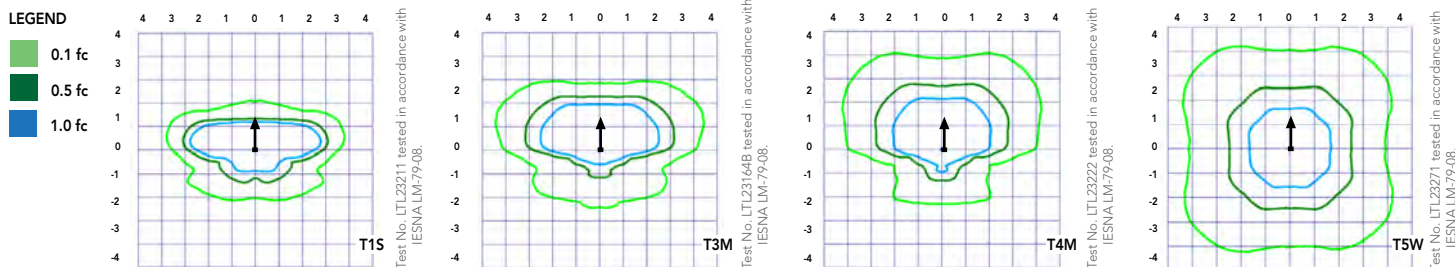 LEGEND
0.1 fc
0.5 fc
1.0 fc
4 3 2 1 0 1 2 3 4
4
3
2
1
0
-1
-2
-3
-4
T1S
Test No. LTL23211 tested in accordance with
IESNA LM-79-08.
4 3 2 1 0 1 2 3 4
4
3
2
1
0
-1
-2
-3
-4
T3M
Test No. LTL23164B tested in accordance with
IESNA LM-79-08.
4 3 2 1 0 1 2 3 4
4
3
2
1
0
-1
-2
-3
-4
T4M
Test No. LTL23222 tested in accordance with
IESNA LM-79-08.
4 3 2 1 0 1 2 3 4
4
3
2
1
0
-1
-2
-3
-4
T5W
Test No. LTL23271 tested in accordance with
IESNA LM-79-08.